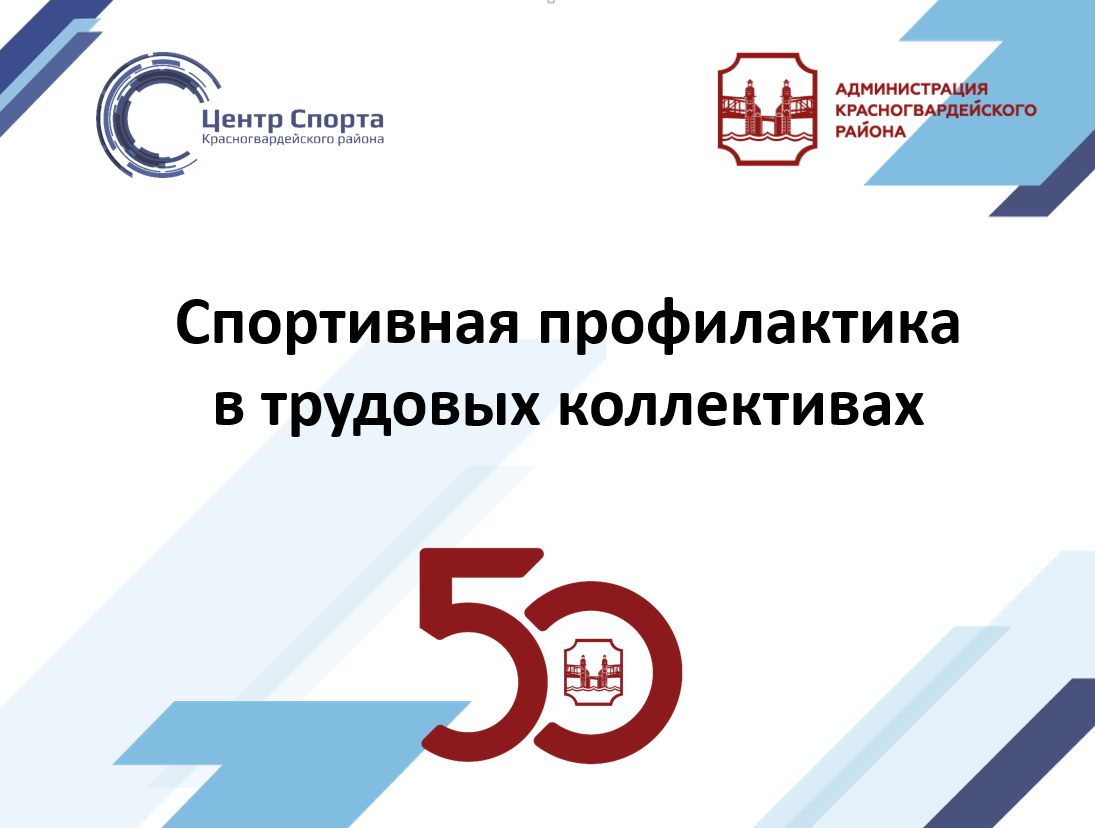 Центр Спорта
Красногвардейского района
АДМИНИСТРАЦИЯ
КРАСНОГВАРДЕЙСКОГО
РАЙОНА
Спортивная профилактика
в трудовых коллективах
50